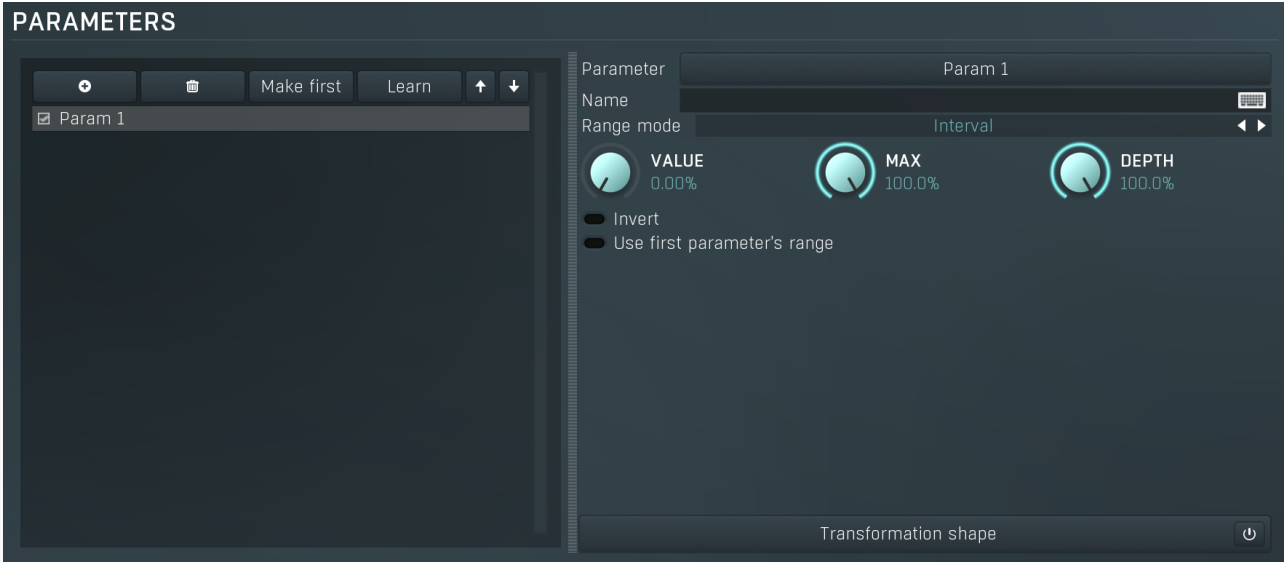 PARAMETERS
Make first Learn
Param 1
Parameter Param 1
Name
Range mode Interval
VALUE MAX DEPTH
0.00% 100.0% 100.0%
Invert
Use first parameter's range
Transformation shape